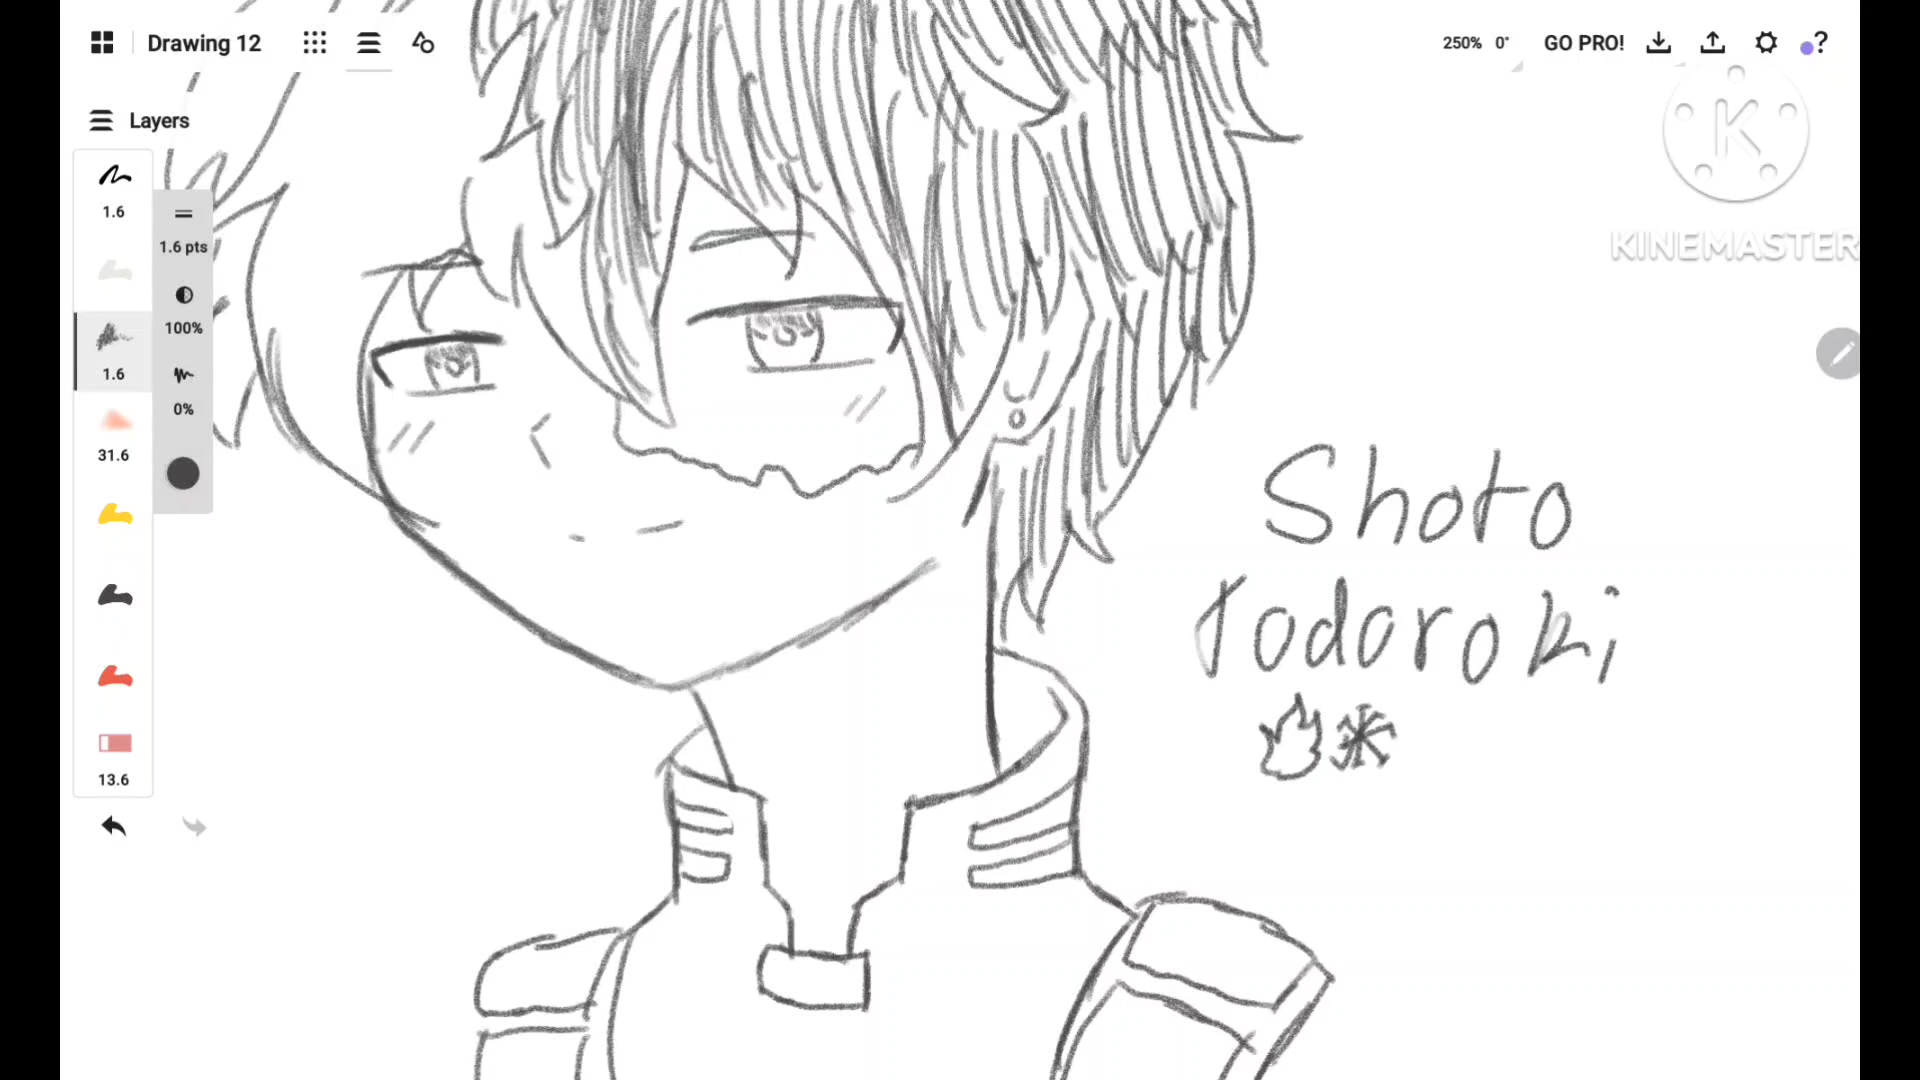 Drawing 12
250% 0°
GO PRO!
?
Layers
1.6
1.6 pts
100%
1.6
0%
31.6
13.6
K
KINEMASTER
Shoto
Todoroki